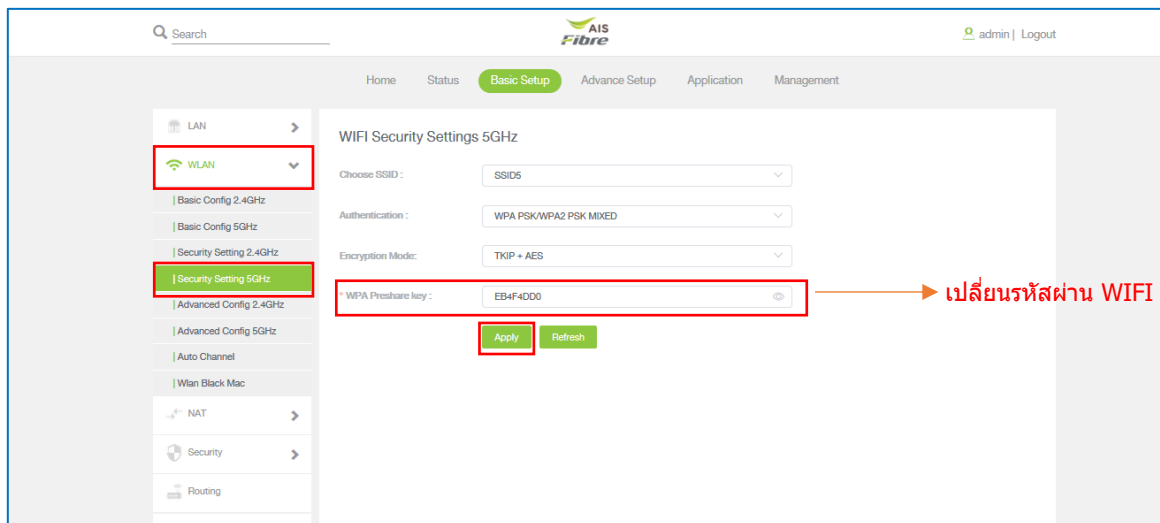 Search
AIS
Fibre
admin | Logout
Home Status Basic Setup Advance Setup Application Management
LAN
WLAN
Basic Config 2.4GHz
Basic Config 5GHz
Security Setting 2.4GHz
Security Setting 5GHz
Advanced Config 2.4GHz
Advanced Config 5GHz
Auto Channel
Wlan Black Mac
NAT
Security
Routing
WIFI Security Settings 5GHz
Choose SSID : SSID5
Authentication : WPA PSK/WPA2 PSK MIXED
Encryption Mode: TKIP + AES
* WPA Preshare key : EB4F4DD0
Apply Refresh
เปลี่ยนรหัสผ่าน WIFI